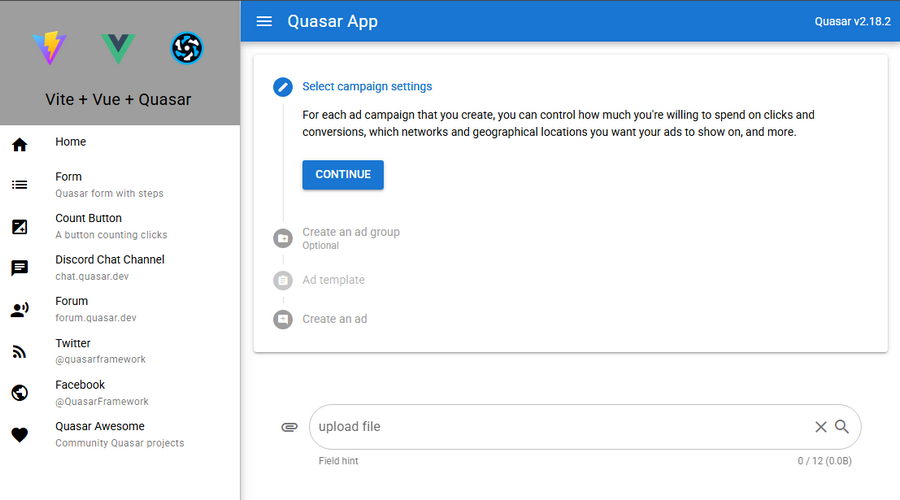 Quasar App
Quasar v2.18.2
Vite + Vue + Quasar
Home
Form
Quasar form with steps
Count Button
A button counting clicks
Discord Chat Channel
chat.quasar.dev
Forum
forum.quasar.dev
Twitter
@quasarframework
Facebook
@QuasarFramework
Quasar Awesome
Community Quasar projects
Select campaign settings
For each ad campaign that you create, you can control how much you're willing to spend on clicks and
conversions, which networks and geographical locations you want your ads to show on, and more.
CONTINUE
Create an ad group
Optional
Ad template
Create an ad
upload file
Field hint
0 / 12 (0.0B)